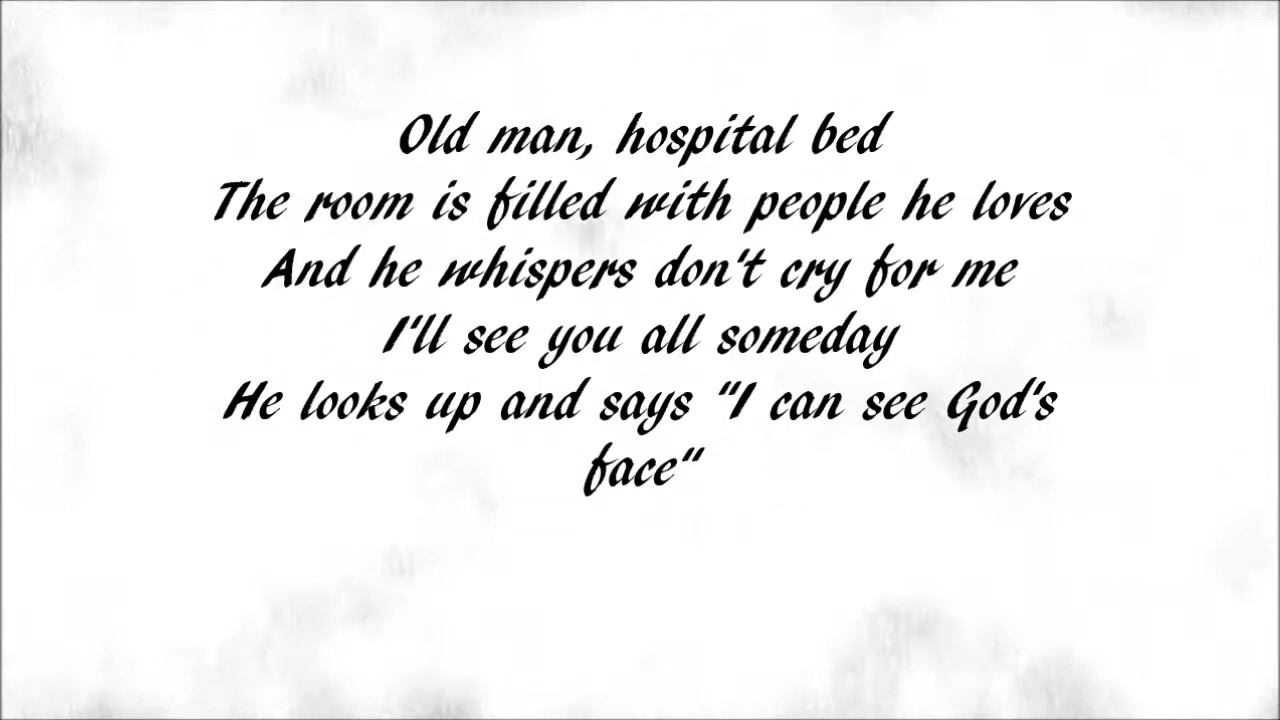 Old man, hospital bed
The room is filled with people he loves
And he whispers don't cry for me
I'll see you all someday
He looks up and says "I can see God's
face"